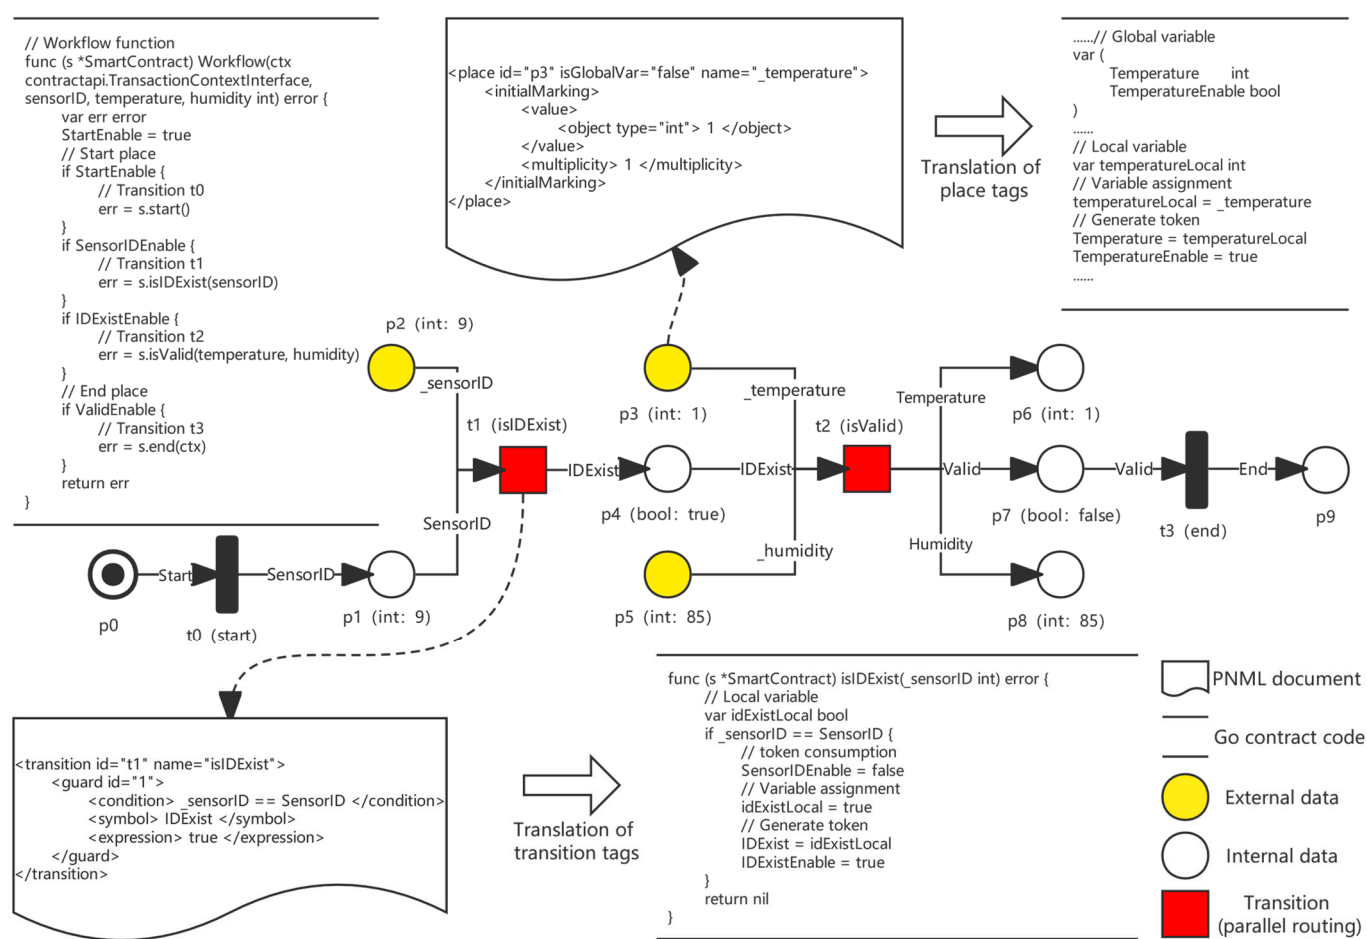 // Workflow function
func (s *SmartContract) Workflow(ctx
contractapi.TransactionContextInterface,
sensorID, temperature, humidity int) error {
var err error
StartEnable = true
// Start place
if StartEnable {
// Transition t0
err = s.start()
}
if SensorIDEnable {
// Transition t1
err = s.isIDExist(sensorID)
}
if IDExistEnable {
// Transition t2
err = s.isValid(temperature, humidity)
}
// End place
if ValidEnable {
// Transition t3
err = s.end(ctx)
}
return err
}
<place id="p3" isGlobalVar="false" name="_temperature">
<initialMarking>
<value>
<object type="int"> 1 </object>
</value>
<multiplicity> 1 </multiplicity>
</initialMarking>
</place>
Translation of
place tags
......// Global variable
var (
Temperature int
TemperatureEnable bool
)
......
// Local variable
var temperatureLocal int
// Variable assignment
temperatureLocal = _temperature
// Generate token
Temperature = temperatureLocal
TemperatureEnable = true
......
p2 (int: 9)
_sensorID
t1 (isIDExist)
IDExist
SensorID
p0
Start
t0 (start)
SensorID
p1 (int: 9)
p3 (int: 1)
_temperature
p4 (bool: true)
IDExist
p5 (int: 85)
_humidity
t2 (isValid)
Temperature
p6 (int: 1)
Valid
p7 (bool: false)
Humidity
p8 (int: 85)
Valid
t3 (end)
End
p9
<transition id="t1" name="isIDExist">
<guard id="1">
<condition> _sensorID == SensorID </condition>
<symbol> IDExist </symbol>
<expression> true </expression>
</guard>
</transition>
Translation of
transition tags
func (s *SmartContract) isIDExist(_sensorID int) error {
// Local variable
var idExistLocal bool
if _sensorID == SensorID {
// token consumption
SensorIDEnable = false
// Variable assignment
idExistLocal = true
// Generate token
IDExist = idExistLocal
IDExistEnable = true
}
return nil
}
PNML document
Go contract code
External data
Internal data
Transition
(parallel routing)